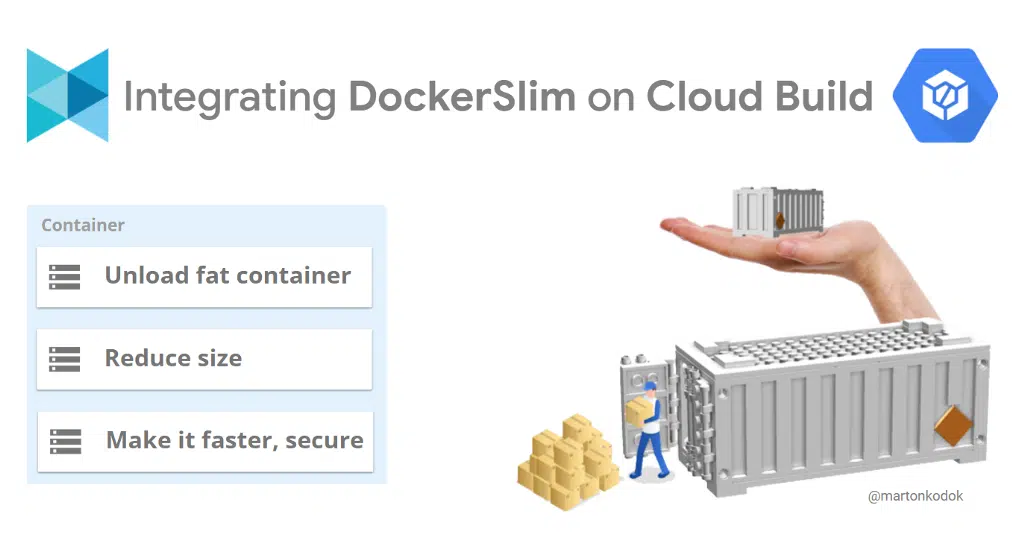 Integrating DockerSlim on Cloud Build
Container
Unload fat container
Reduce size
Make it faster, secure
@martonkodok